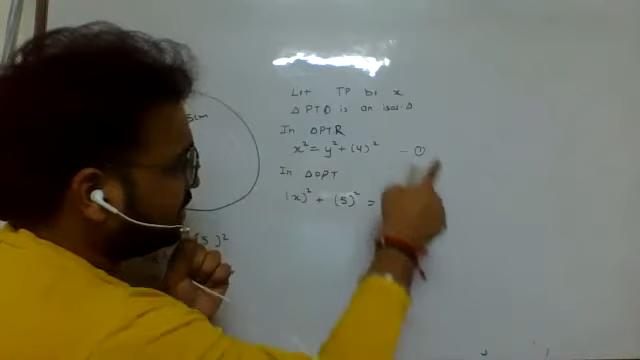 5cm
Let TP be x
Δ PTQ is an isos. Δ
In ΔPTR
x² = y² + (4)² — ①
In ΔOPT
(x)² + (5)² =
(5)²